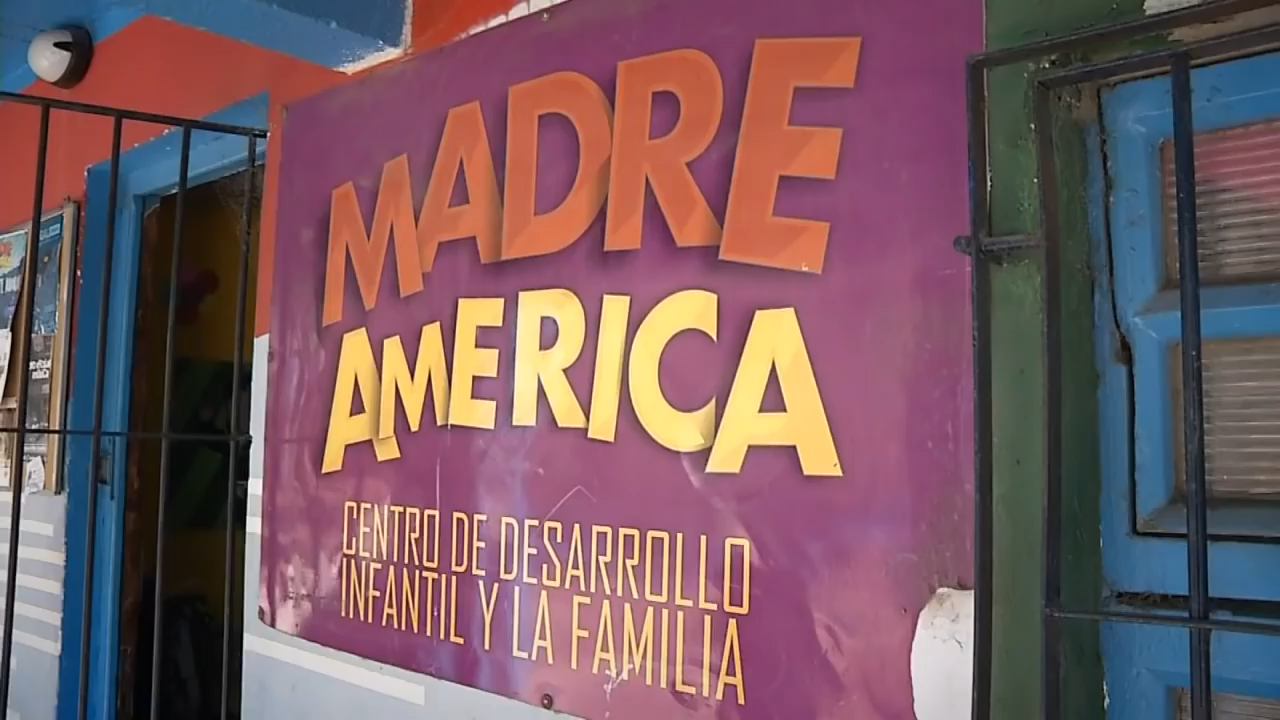 MADRE
AMERICA
CENTRO DE DESARROLLO
INFANTIL Y LA FAMILIA